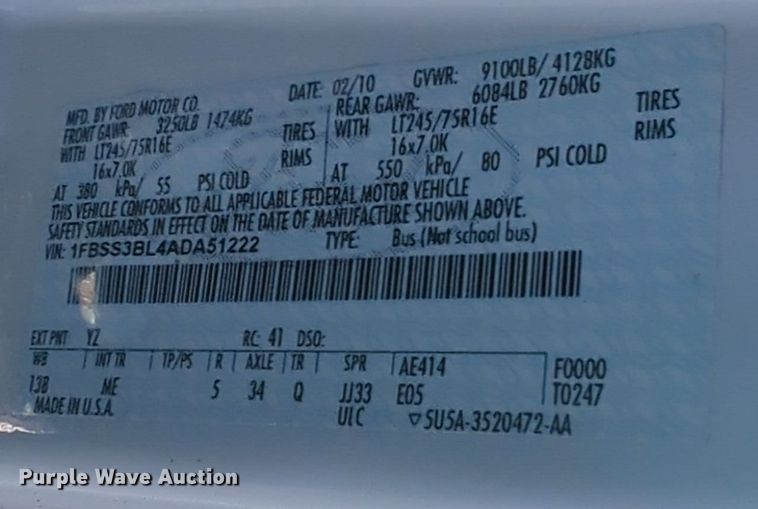 MFD. BY FORD MOTOR CO. DATE: 02/10 GVWR: 9100LB/ 4128KG
FRONT GAWR: 3250LB 1474KG REAR GAWR: 6084LB 2760KG
WITH LT245/75R16E TIRES WITH LT245/75R16E TIRES
16x7.0K RIMS 16x7.0K RIMS
AT 380 kPa/ 55 PSI COLD AT 550 kPa/ 80 PSI COLD
THIS VEHICLE CONFORMS TO ALL APPLICABLE FEDERAL MOTOR VEHICLE
SAFETY STANDARDS IN EFFECT ON THE DATE OF MANUFACTURE SHOWN ABOVE.
VIN: 1FBSS3BL4ADA51222 TYPE: Bus (Not school bus)
EXT PNT: YZ RC: 41 DSO:
WB INT TR TP/PS R AXLE TR SPR AE414 F0000
138 ME 5 34 Q JJ33 E05 T0247
MADE IN U.S.A. ULC ▽5U5A-3520472-AA
Purple Wave Auction